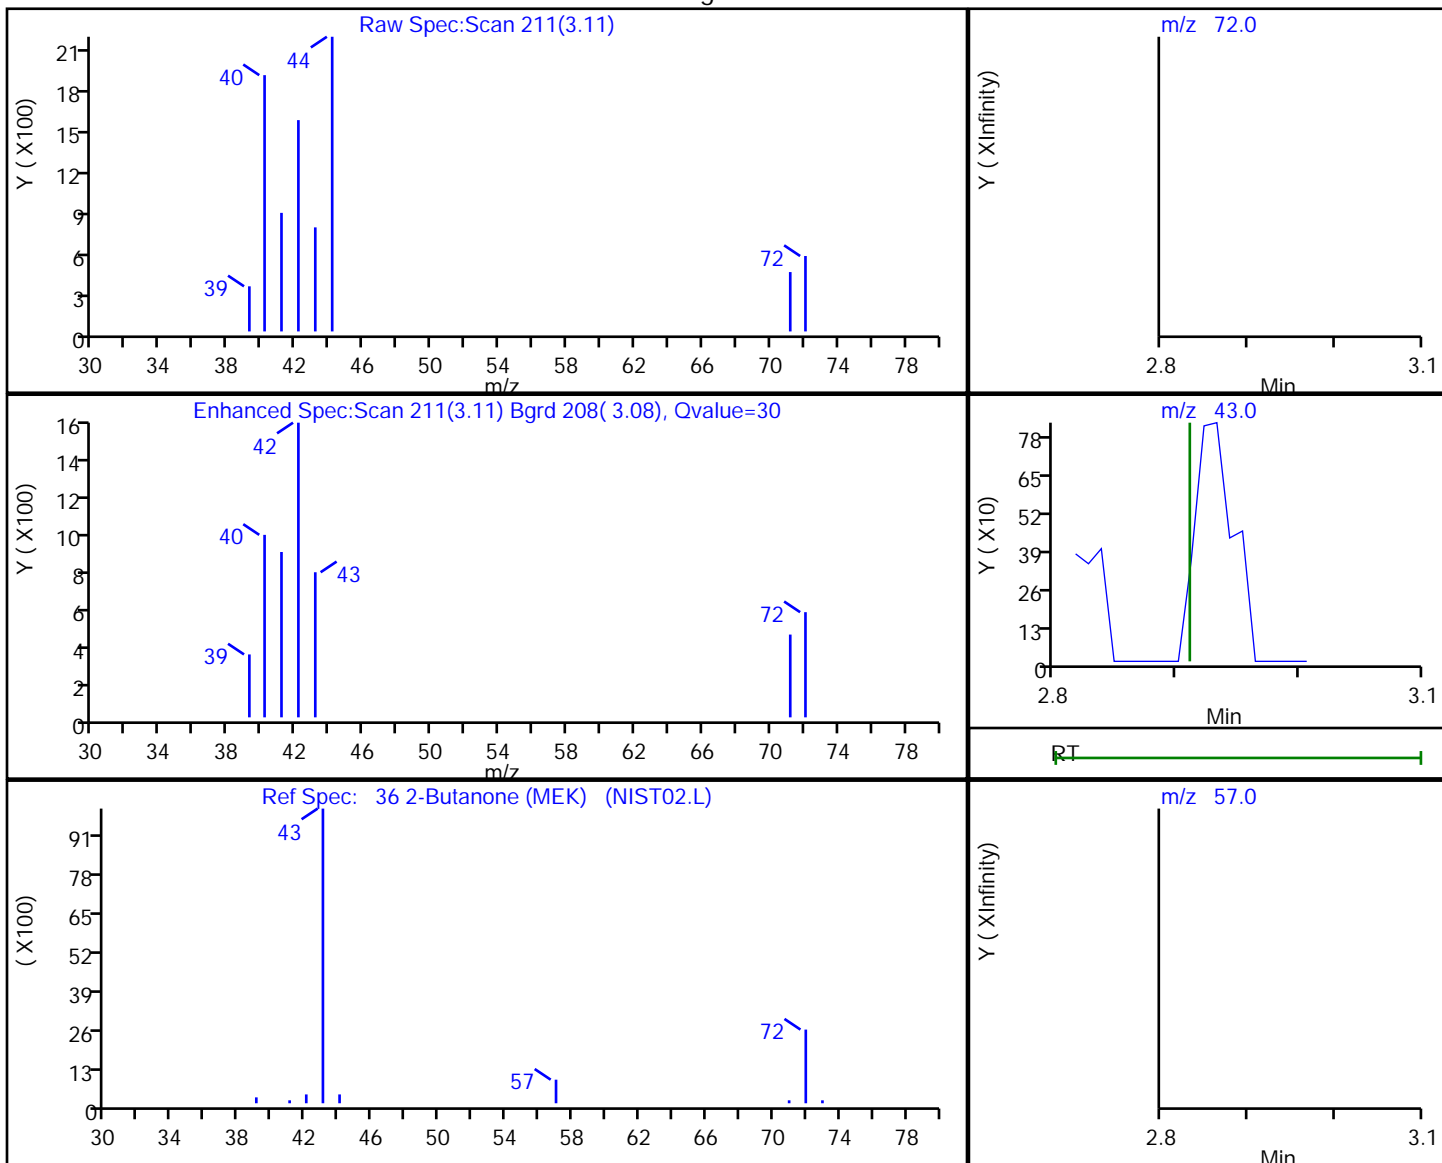 Raw Spec:Scan 211(3.11)
Y ( X100)
21
18
15
12
9
6
3
0
39
40
44
72
30 34 38 42 46 50 54 58 62 66 70 74 78
m/z
m/z 72.0
Y ( XInfinity)
2.8 3.1
Min
Enhanced Spec:Scan 211(3.11) Bgrd 208( 3.08), Qvalue=30
Y ( X100)
16
14
12
10
8
6
4
2
0
39
40
42
43
72
30 34 38 42 46 50 54 58 62 66 70 74 78
m/z
m/z 43.0
Y ( X10)
78
65
52
39
26
13
0
2.8 3.1
Min
RT
Ref Spec: 36 2-Butanone (MEK) (NIST02.L)
( X100)
91
78
65
52
39
26
13
0
43
57
72
30 34 38 42 46 50 54 58 62 66 70 74 78
m/z 57.0
Y ( XInfinity)
2.8 3.1
Min